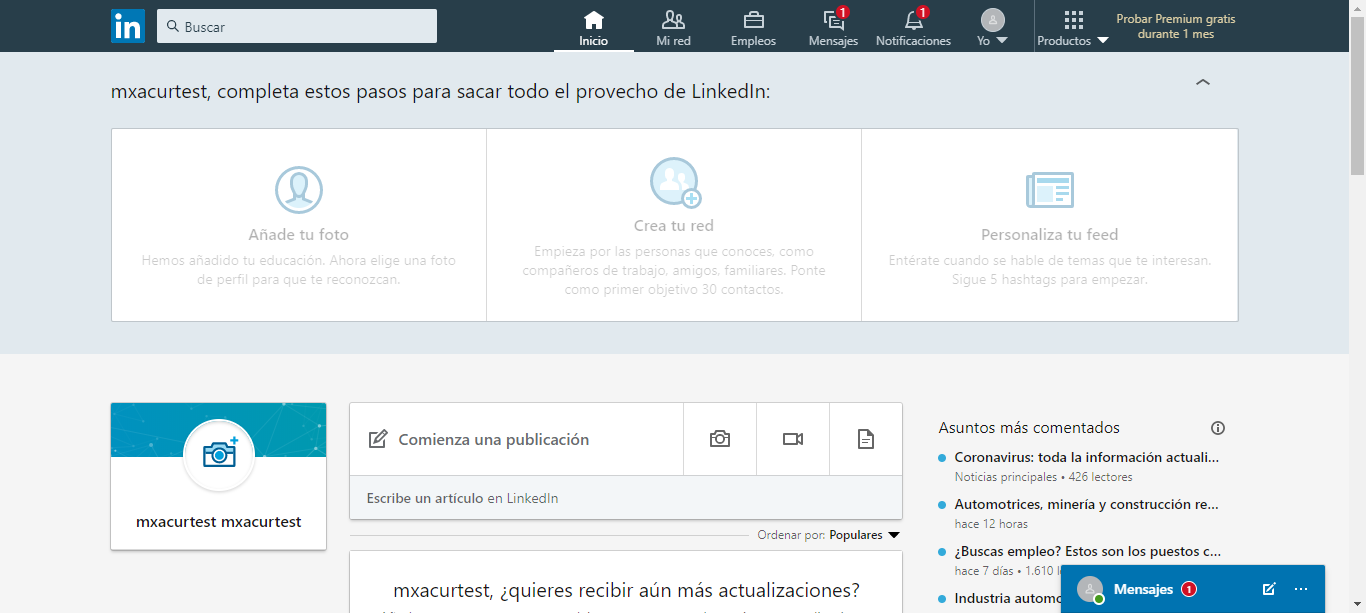 in
Buscar
Inicio
Mi red
Empleos
1
Mensajes
1
Notificaciones
Yo
Productos
Probar Premium gratis
durante 1 mes
mxacurtest, completa estos pasos para sacar todo el provecho de LinkedIn:
Añade tu foto
Hemos añadido tu educación. Ahora elige una foto
de perfil para que te reconozcan.
Crea tu red
Empieza por las personas que conoces, como
compañeros de trabajo, amigos, familiares. Ponte
como primer objetivo 30 contactos.
Personaliza tu feed
Entérate cuando se hable de temas que te interesan.
Sigue 5 hashtags para empezar.
mxacurtest mxacurtest
Comienza una publicación
Escribe un artículo en LinkedIn
Ordenar por: Populares
mxacurtest, ¿quieres recibir aún más actualizaciones?
Asuntos más comentados
Coronavirus: toda la información actuali...
Noticias principales • 426 lectores
Automotrices, minería y construcción re...
hace 12 horas
¿Buscas empleo? Estos son los puestos c...
hace 7 días • 1.610
Industria automo
Mensajes 1